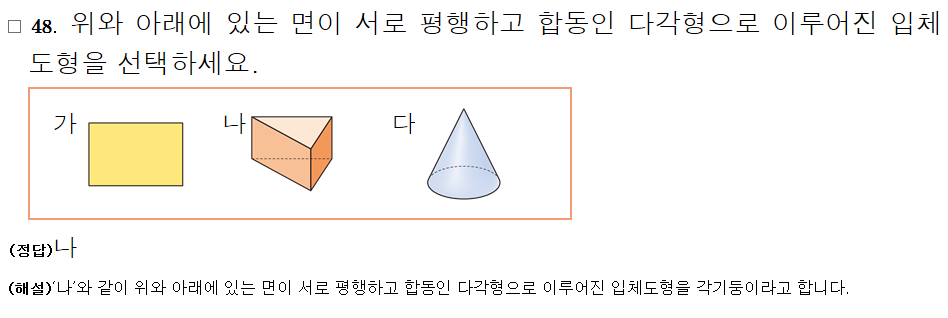 □ 48. 위와 아래에 있는 면이 서로 평행하고 합동인 다각형으로 이루어진 입체
도형을 선택하세요.
가 나 다
(정답)나
(해설)'나'와 같이 위와 아래에 있는 면이 서로 평행하고 합동인 다각형으로 이루어진 입체도형을 각기둥이라고 합니다.